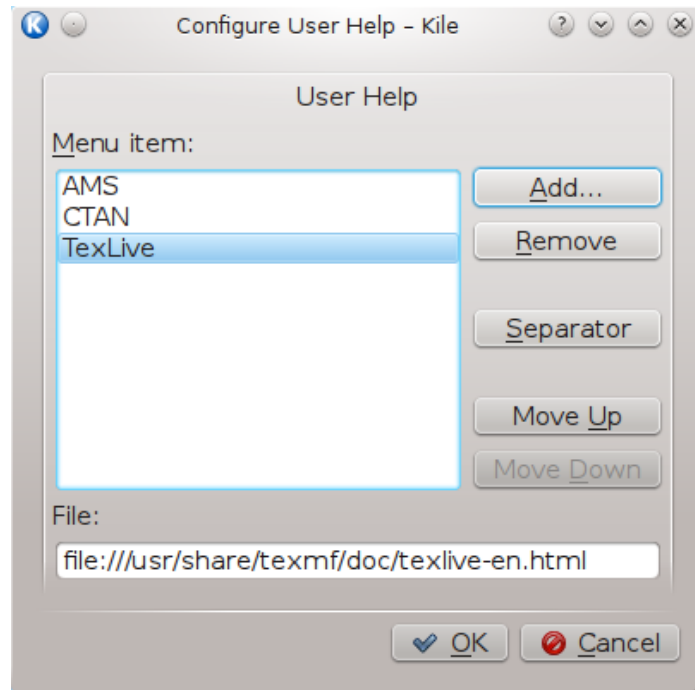 Configure User Help – Kile
User Help
Menu item:
AMS
CTAN
TexLive
Add...
Remove
Separator
Move Up
Move Down
File:
file:///usr/share/texmf/doc/texlive-en.html
OK
Cancel